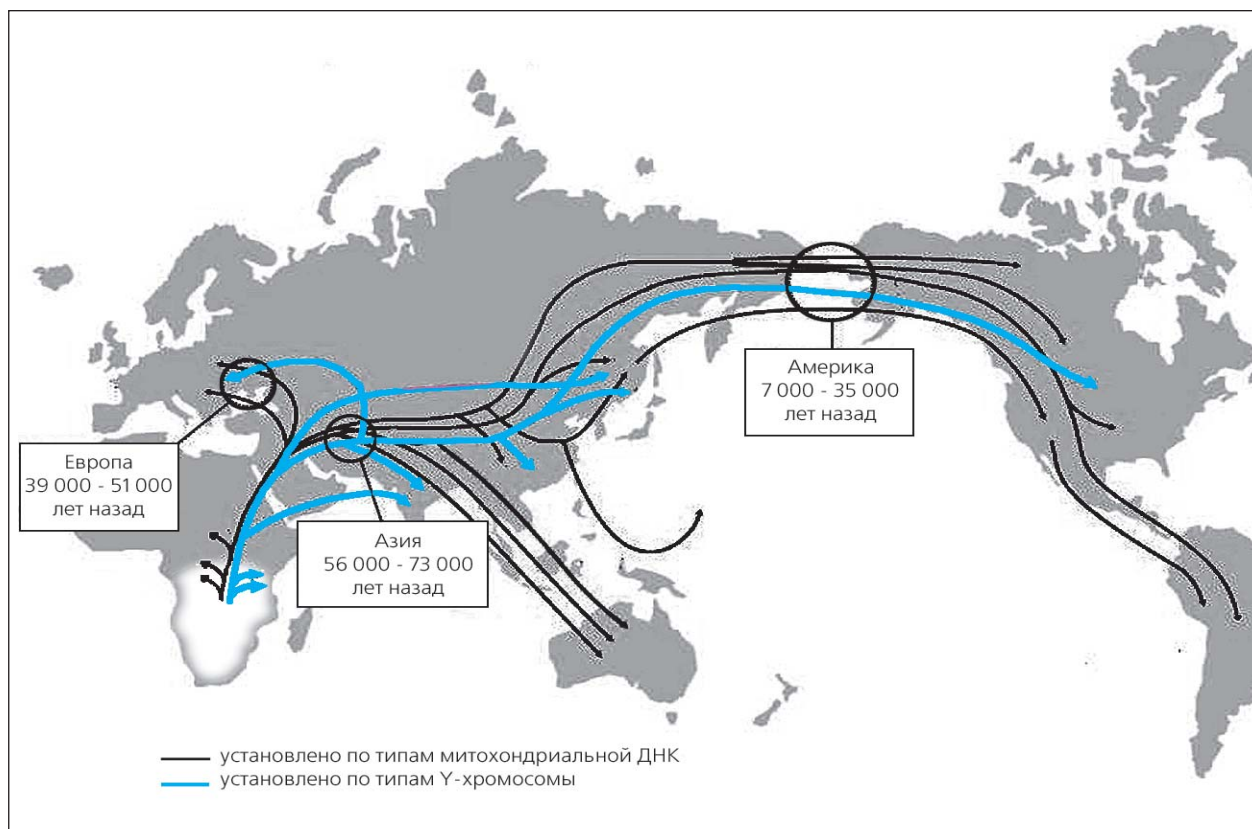 Америка
7 000 - 35 000
лет назад
Европа
39 000 - 51 000
лет назад
Азия
56 000 - 73 000
лет назад
установлено по типам митохондриальной ДНК
установлено по типам Y-хромосомы